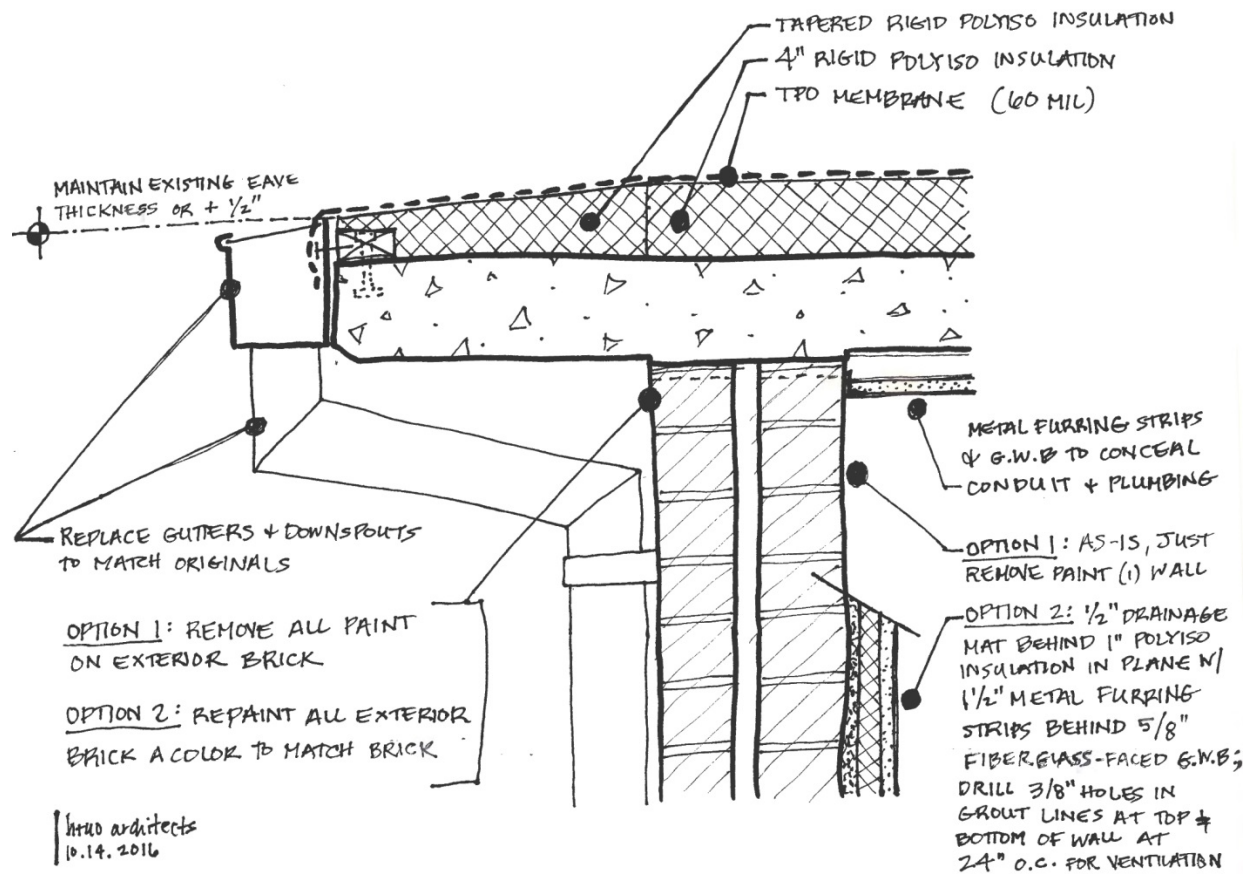 TAPERED RIGID POLYISO INSULATION
4" RIGID POLYISO INSULATION
TPO MEMBRANE (60 MIL)
MAINTAIN EXISTING EAVE
THICKNESS OR + 1/2"
METAL FURRING STRIPS
& G.W.B TO CONCEAL
CONDUIT + PLUMBING
REPLACE GUTTERS + DOWNSPOUTS
TO MATCH ORIGINALS
OPTION 1: REMOVE ALL PAINT
ON EXTERIOR BRICK
OPTION 2: REPAINT ALL EXTERIOR
BRICK A COLOR TO MATCH BRICK
OPTION 1: AS-IS, JUST
REMOVE PAINT (1) WALL
OPTION 2: 1/2" DRAINAGE
MAT BEHIND 1" POLYISO
INSULATION IN PLANE W/
1 1/2" METAL FURRING
STRIPS BEHIND 5/8"
FIBERGLASS-FACED G.W.B;
DRILL 3/8" HOLES IN
GROUT LINES AT TOP &
BOTTOM OF WALL AT
24" O.C. FOR VENTILATION
architects
10.14.2016